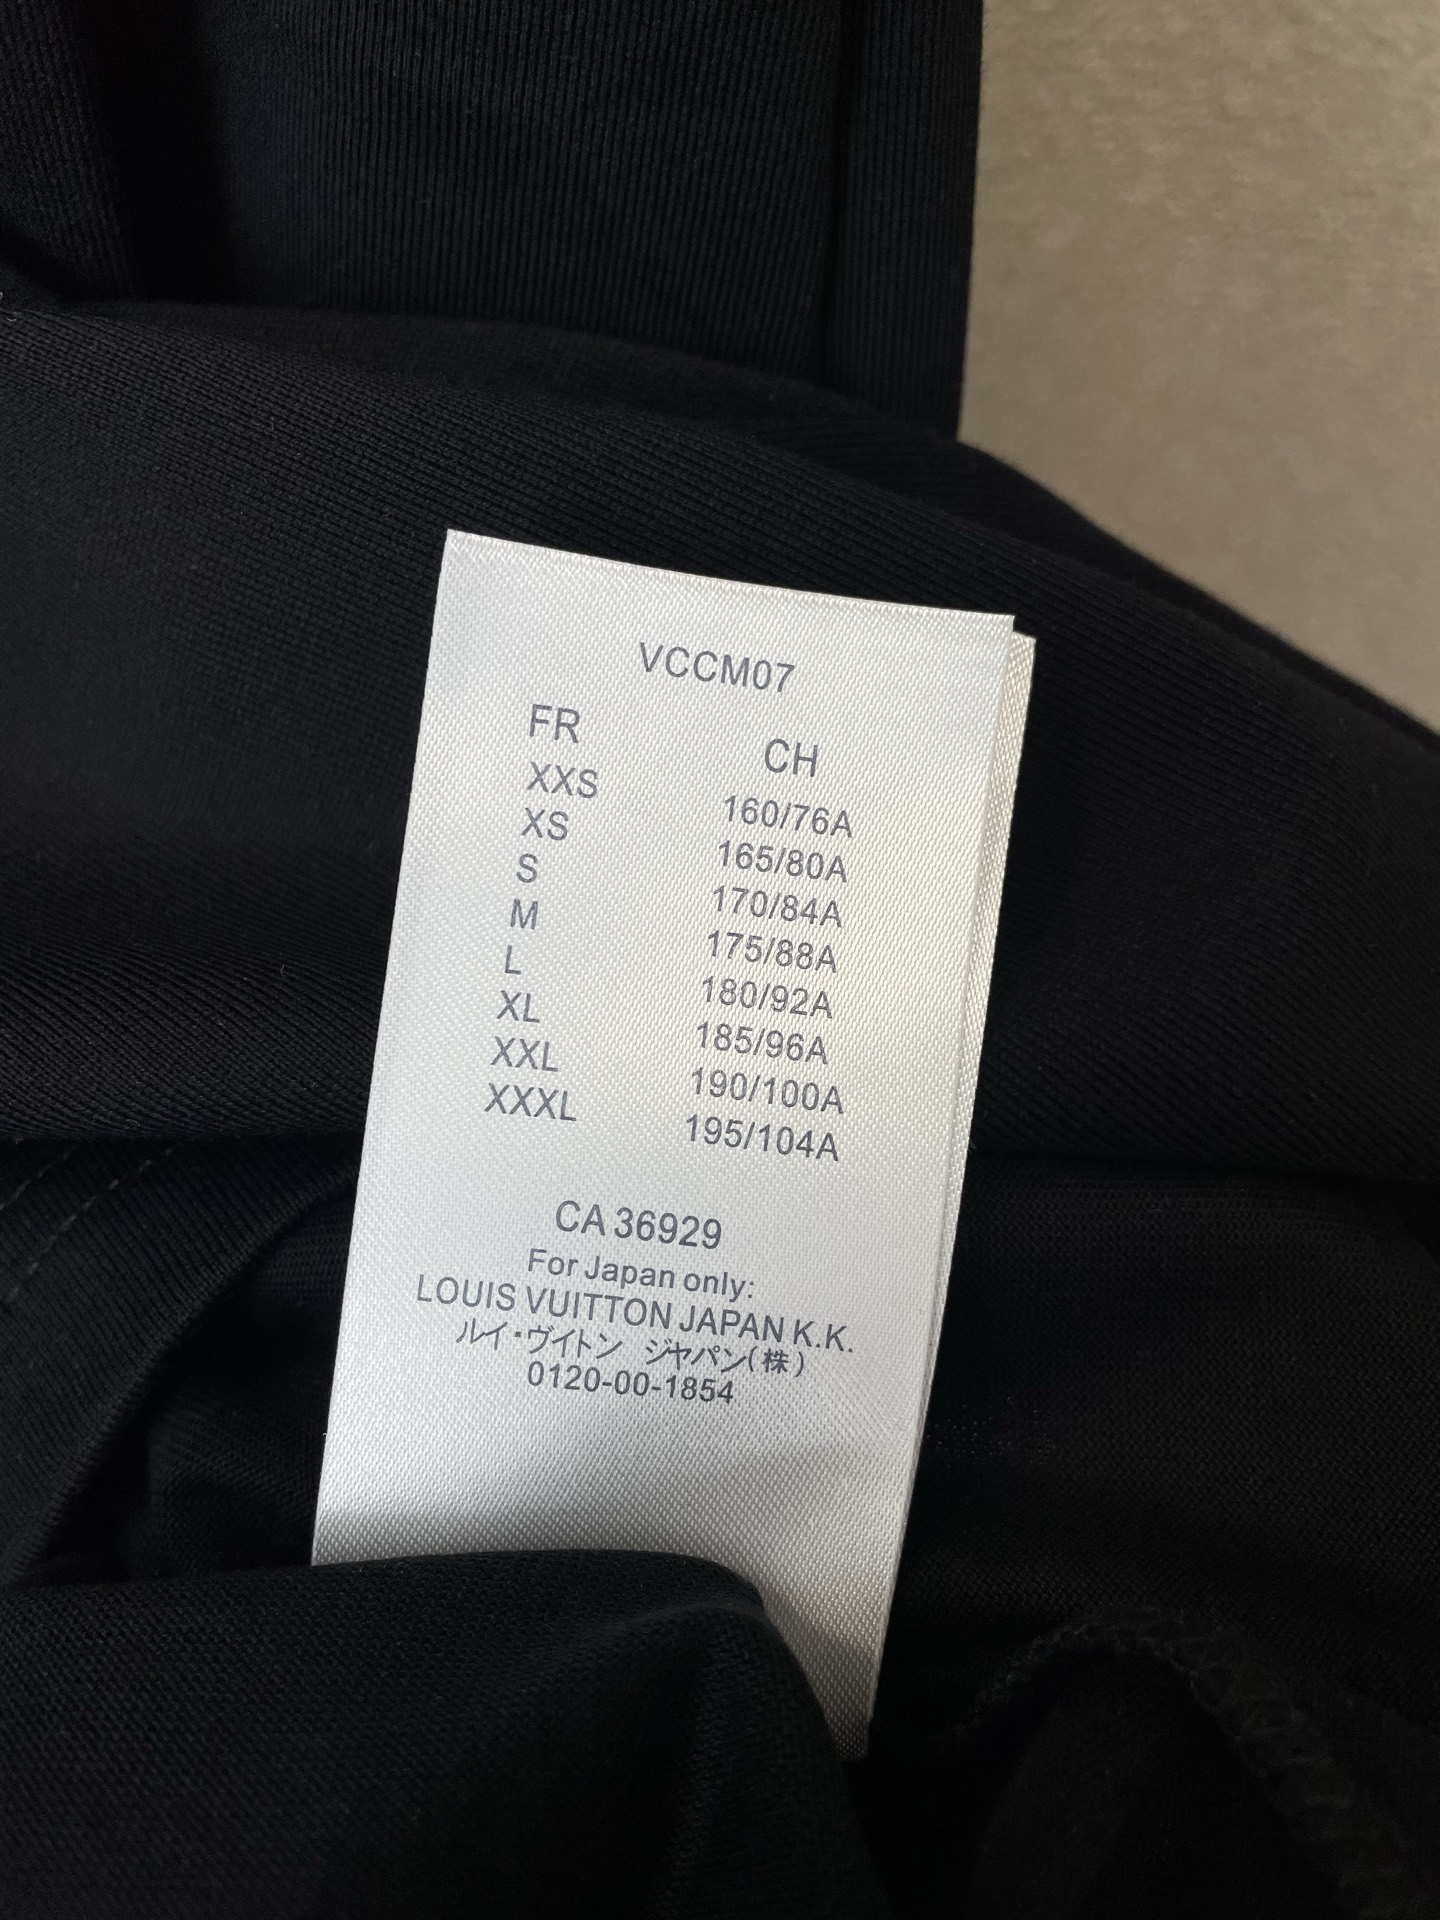 VCCM07
FR CH
XXS 160/76A
XS 165/80A
S 170/84A
M 175/88A
L 180/92A
XL 185/96A
XXL 190/100A
XXXL 195/104A
CA 36929
For Japan only:
LOUIS VUITTON JAPAN K.K.
ルイ・ヴイトン ジャパン(株)
0120-00-1854